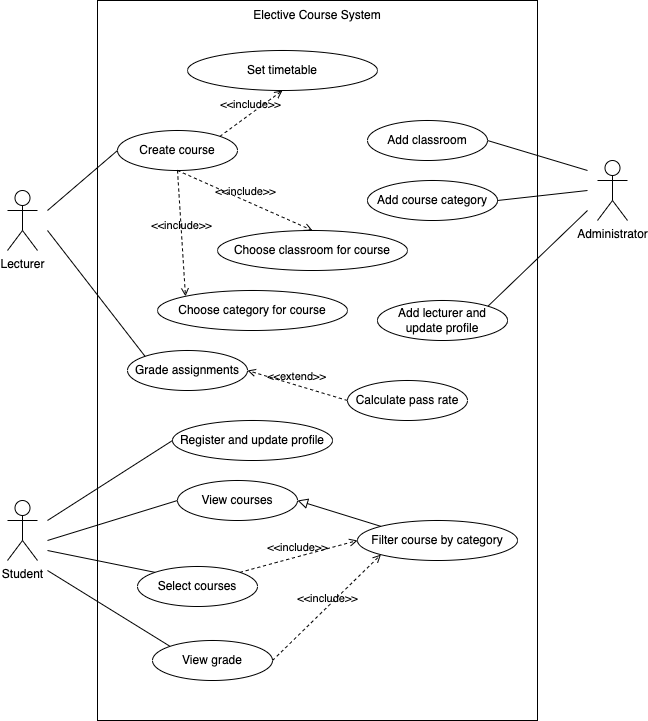 Elective Course System
Set timetable
<<include>>
Create course
Add classroom
<<include>>
Add course category
<<include>>
Administrator
Choose classroom for course
Lecturer
Choose category for course
Add lecturer and
update profile
Grade assignments
<<extend>>
Calculate pass rate
Register and update profile
View courses
Filter course by category
<<include>>
Student
Select courses
<<include>>
View grade